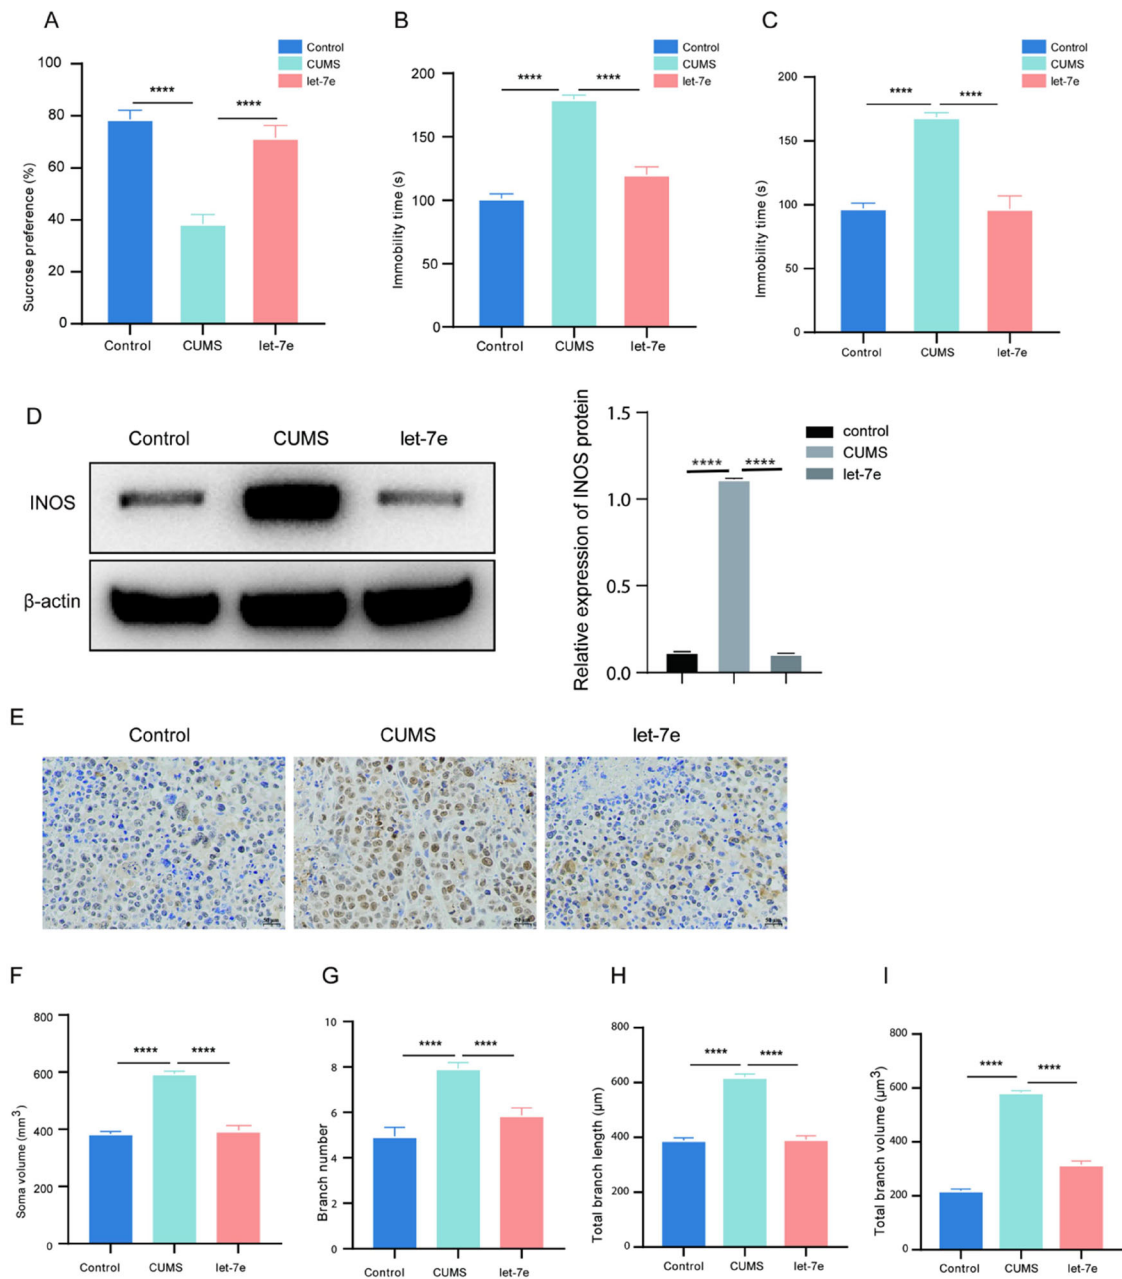 A
Control
CUMS
let-7e
100
80
60
40
20
0
Sucrose preference (%)
****
****
Control
CUMS
let-7e
B
Control
CUMS
let-7e
200
150
100
50
0
Immobility time (s)
****
****
Control
CUMS
let-7e
C
Control
CUMS
let-7e
200
150
100
50
0
Immobility time (s)
****
****
Control
CUMS
let-7e
D
Control
CUMS
let-7e
INOS
β-actin
1.5
1.0
0.5
0.0
Relative expression of INOS protein
****
****
control
CUMS
let-7e
E
Control
CUMS
let-7e
50 μm
50 μm
50 μm
F
800
600
400
200
0
Soma volume (mm³)
****
****
Control
CUMS
let-7e
G
10
8
6
4
2
0
Branch number
****
****
Control
CUMS
let-7e
H
800
600
400
200
0
Total branch length (μm)
****
****
Control
CUMS
let-7e
I
800
600
400
200
0
Total branch volume (μm³)
****
****
Control
CUMS
let-7e